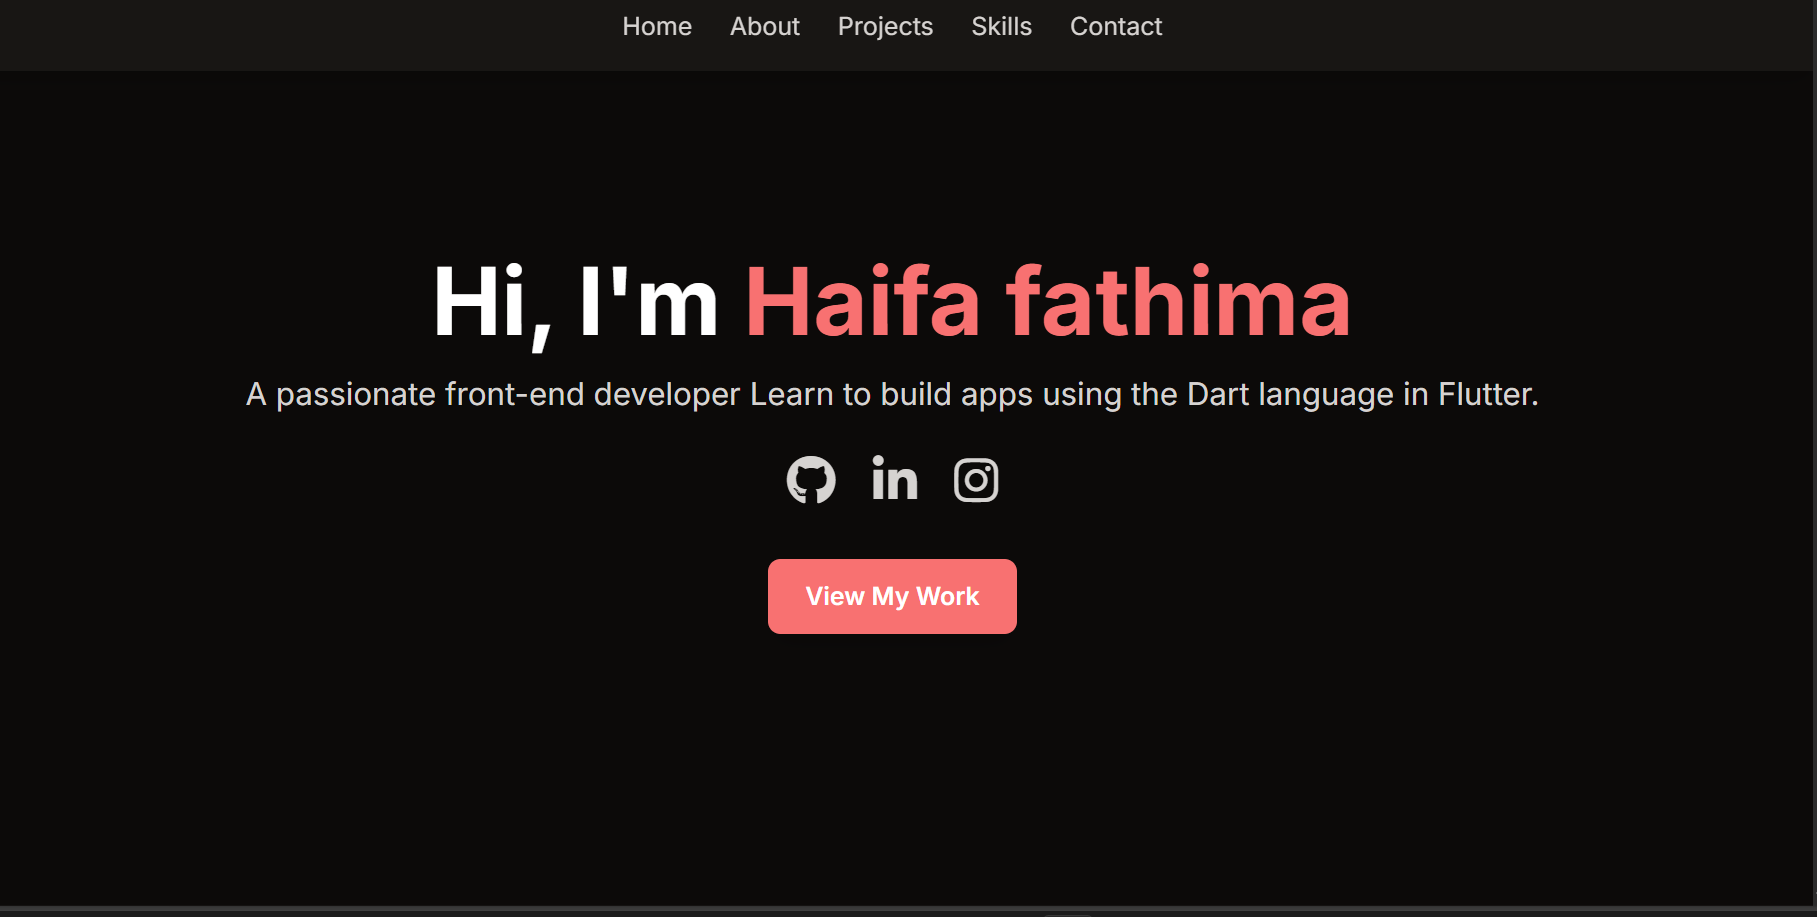 Home About Projects Skills Contact
Hi, I'm Haifa fathima
A passionate front-end developer Learn to build apps using the Dart language in Flutter.
in
View My Work